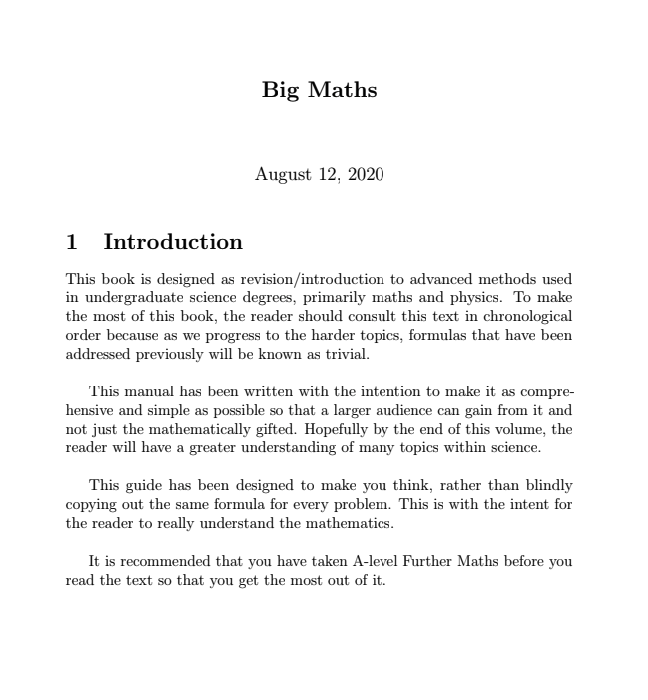 Big Maths
August 12, 2020
1 Introduction
This book is designed as revision/introduction to advanced methods used
in undergraduate science degrees, primarily maths and physics. To make
the most of this book, the reader should consult this text in chronological
order because as we progress to the harder topics, formulas that have been
addressed previously will be known as trivial.
This manual has been written with the intention to make it as compre-
hensive and simple as possible so that a larger audience can gain from it and
not just the mathematically gifted. Hopefully by the end of this volume, the
reader will have a greater understanding of many topics within science.
This guide has been designed to make you think, rather than blindly
copying out the same formula for every problem. This is with the intent for
the reader to really understand the mathematics.
It is recommended that you have taken A-level Further Maths before you
read the text so that you get the most out of it.